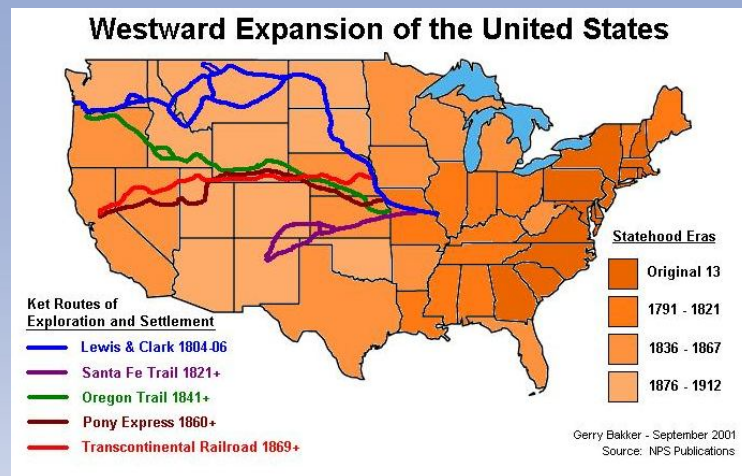 Westward Expansion of the United States
Statehood Eras
Original 13
1791 - 1821
1836 - 1867
1876 - 1912
Ket Routes of
Exploration and Settlement
Lewis & Clark 1804-06
Santa Fe Trail 1821+
Oregon Trail 1841+
Pony Express 1860+
Transcontinental Railroad 1869+
Gerry Bakker - September 2001
Source: NPS Publications